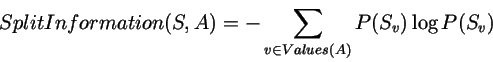 SplitInformation(S, A) = − ∑_{v∈Values(A)} P(S_v) log P(S_v)